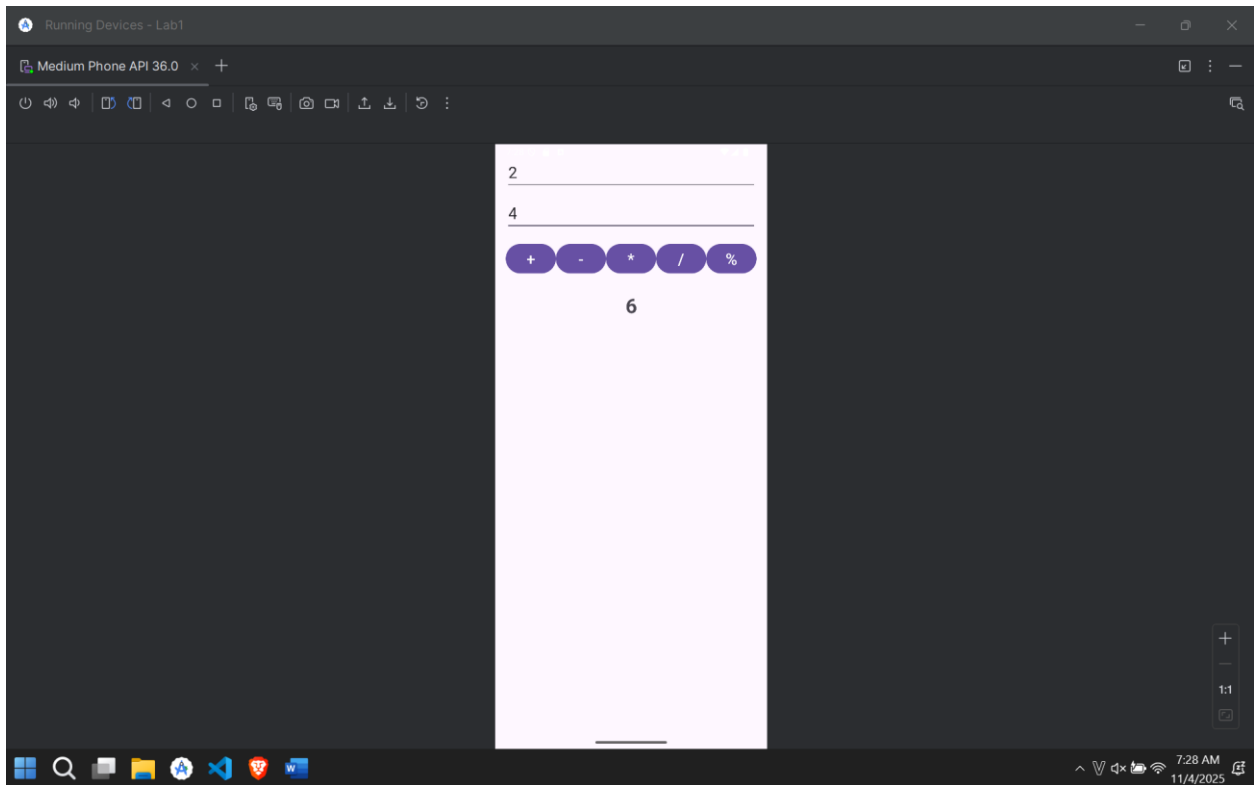 Running Devices - Lab1
Medium Phone API 36.0
2
4
+ - * / %
6
1:1
7:28 AM
11/4/2025